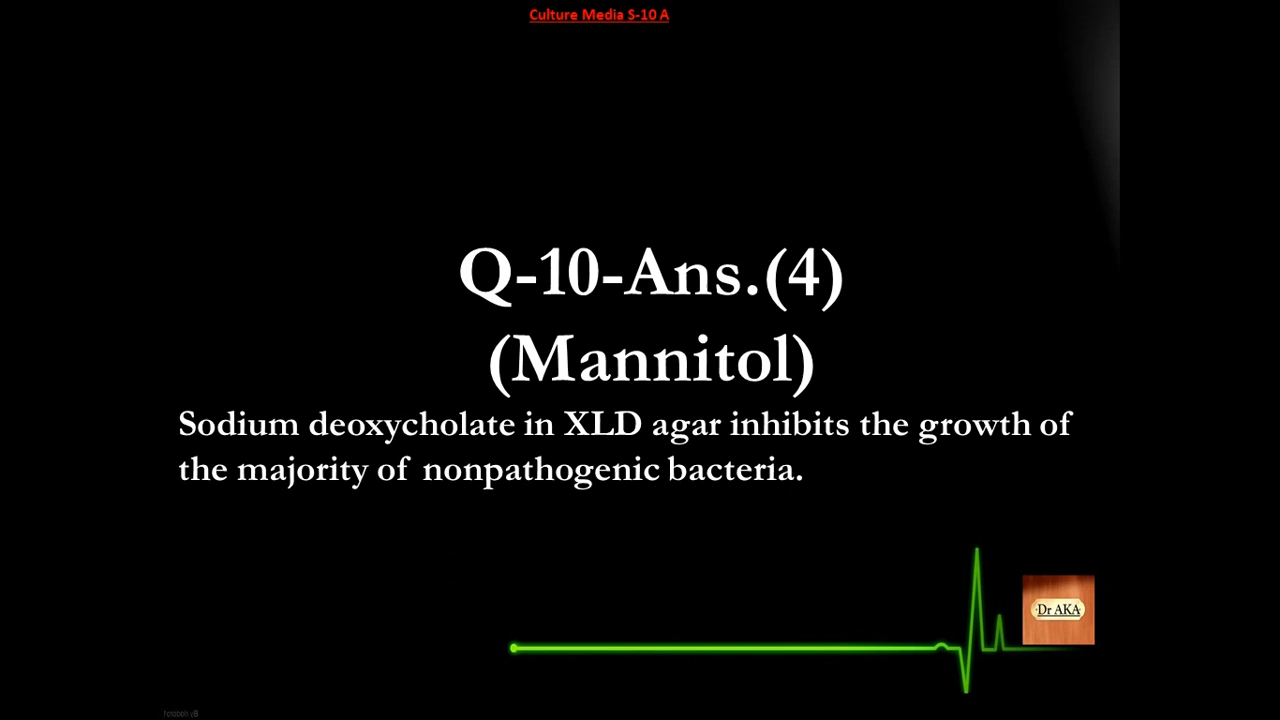 Culture Media S-10 A
Q-10-Ans.(4)
(Mannitol)
Sodium deoxycholate in XLD agar inhibits the growth of
the majority of nonpathogenic bacteria.
Dr AKA